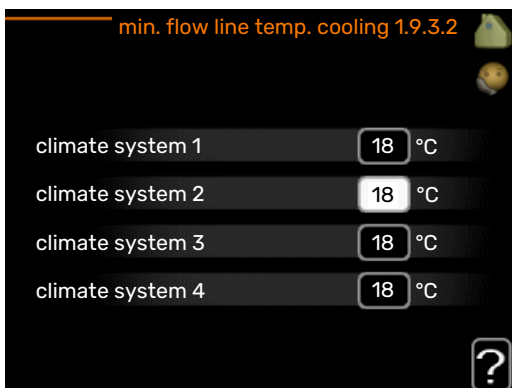 min. flow line temp. cooling 1.9.3.2
climate system 1 18 °C
climate system 2 18 °C
climate system 3 18 °C
climate system 4 18 °C
?